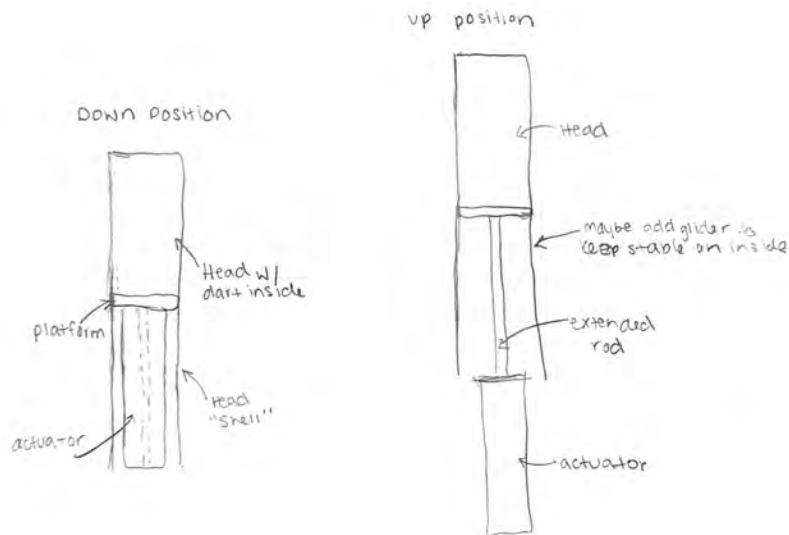 up position
Down Position
Head
maybe add glider to
keep stable on inside
Head w/
dart inside
platform
extended
rod
Head
"shell"
actuator
actuator